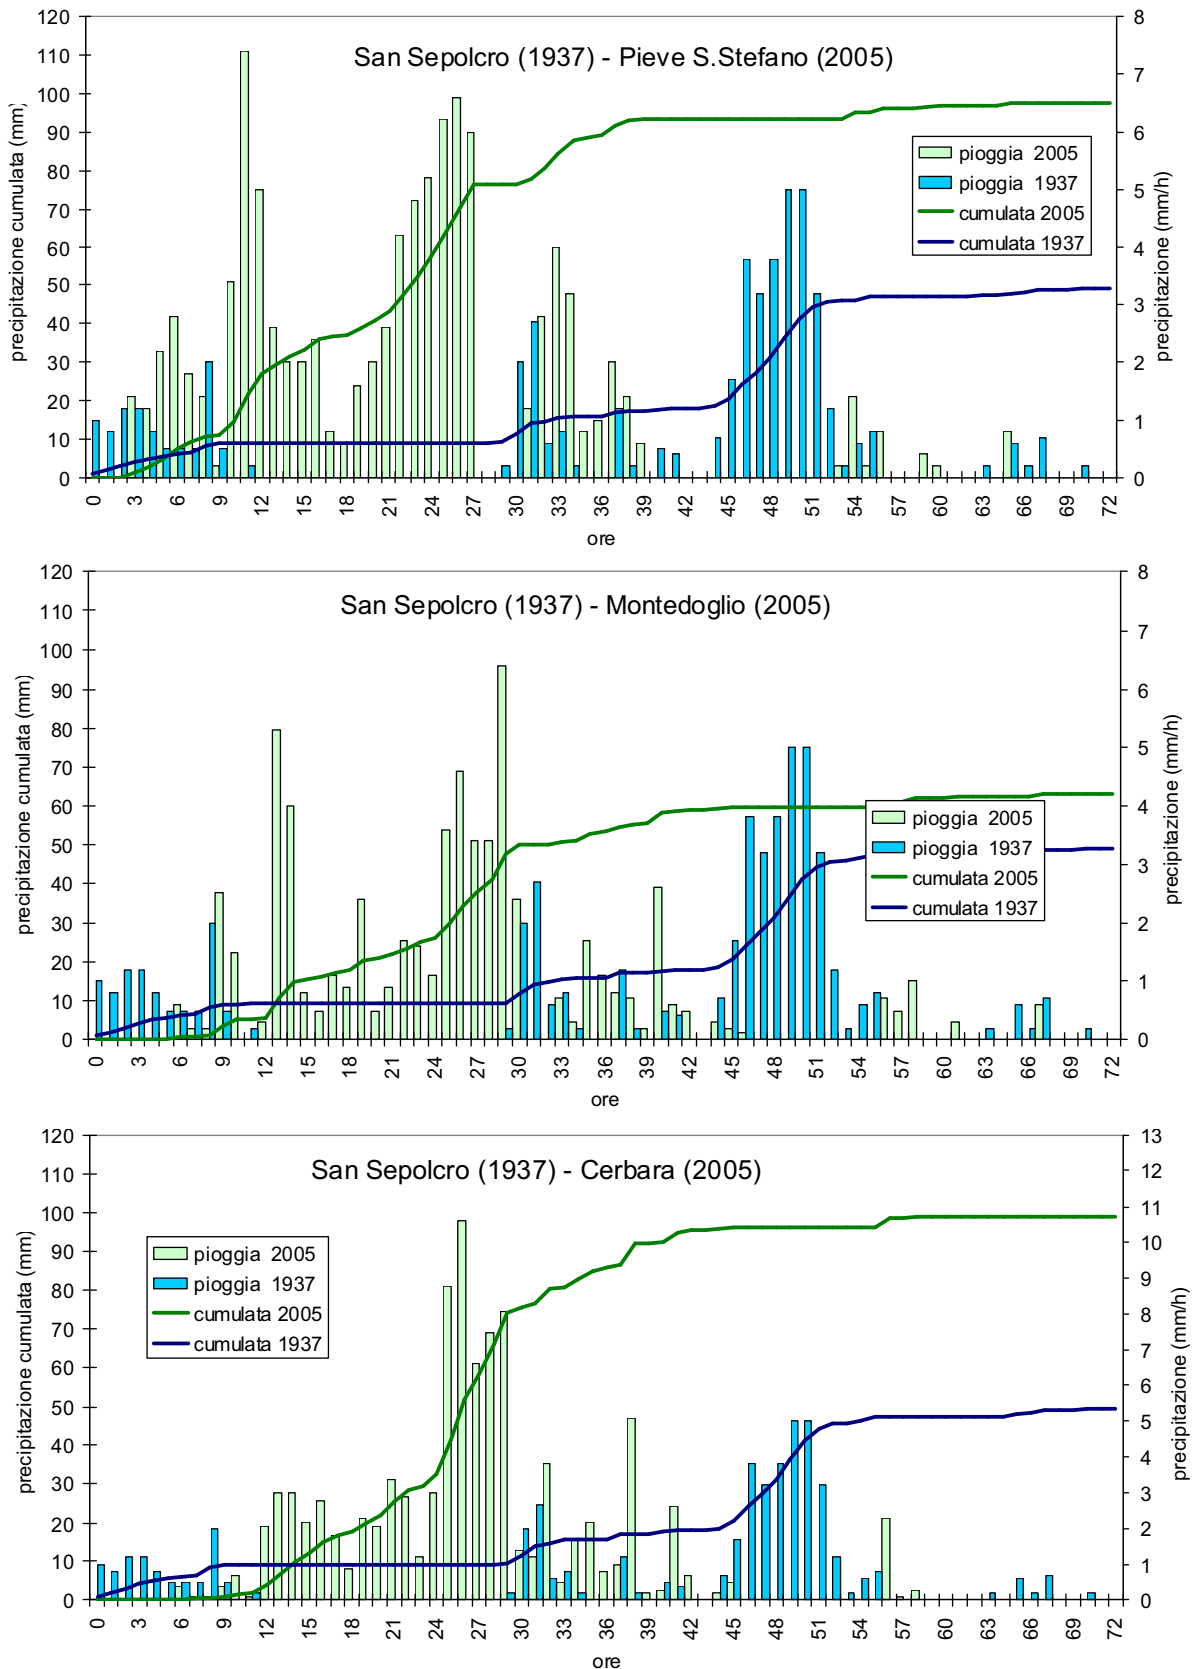 San Sepolcro (1937) - Pieve S.Stefano (2005)
precipitazione cumulata (mm)
120
110
100
90
80
70
60
50
40
30
20
10
0
8
7
6
5
4
3
2
1
0
precipitazione (mm/h)
pioggia 2005
pioggia 1937
cumulata 2005
cumulata 1937
0 3 6 9 12 15 18 21 24 27 30 33 36 39 42 45 48 51 54 57 60 63 66 69 72
ore
San Sepolcro (1937) - Montedoglio (2005)
precipitazione cumulata (mm)
120
110
100
90
80
70
60
50
40
30
20
10
0
8
7
6
5
4
3
2
1
0
precipitazione (mm/h)
pioggia 2005
pioggia 1937
cumulata 2005
cumulata 1937
0 3 6 9 12 15 18 21 24 27 30 33 36 39 42 45 48 51 54 57 60 63 66 69 72
ore
San Sepolcro (1937) - Cerbara (2005)
precipitazione cumulata (mm)
120
110
100
90
80
70
60
50
40
30
20
10
0
13
12
11
10
9
8
7
6
5
4
3
2
1
0
precipitazione (mm/h)
pioggia 2005
pioggia 1937
cumulata 2005
cumulata 1937
0 3 6 9 12 15 18 21 24 27 30 33 36 39 42 45 48 51 54 57 60 63 66 69 72
ore